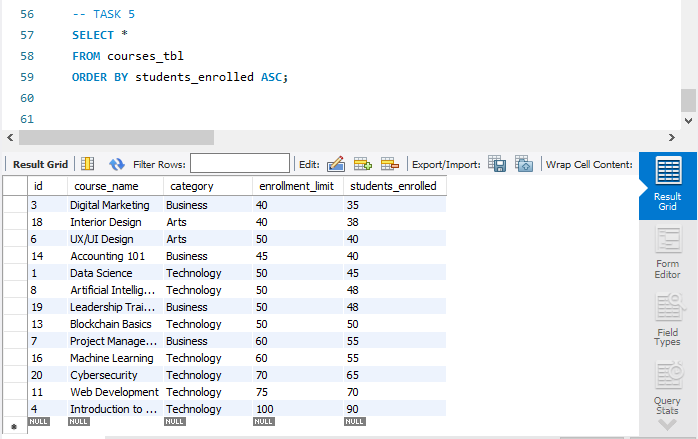 56 -- TASK 5
57 SELECT *
58 FROM courses_tbl
59 ORDER BY students_enrolled ASC;
60
61
Result Grid Filter Rows: Edit: Export/Import: Wrap Cell Content:
id course_name category enrollment_limit students_enrolled
3 Digital Marketing Business 40 35
18 Interior Design Arts 40 38
6 UX/UI Design Arts 50 40
14 Accounting 101 Business 45 40
1 Data Science Technology 50 45
8 Artificial Intellig... Technology 50 48
19 Leadership Trai... Business 50 48
13 Blockchain Basics Technology 50 50
7 Project Manage... Business 60 55
16 Machine Learning Technology 60 55
20 Cybersecurity Technology 70 65
11 Web Development Technology 75 70
4 Introduction to ... Technology 100 90
NULL NULL NULL NULL NULL
Result
Grid
Form
Editor
Field
Types
Query
Stats